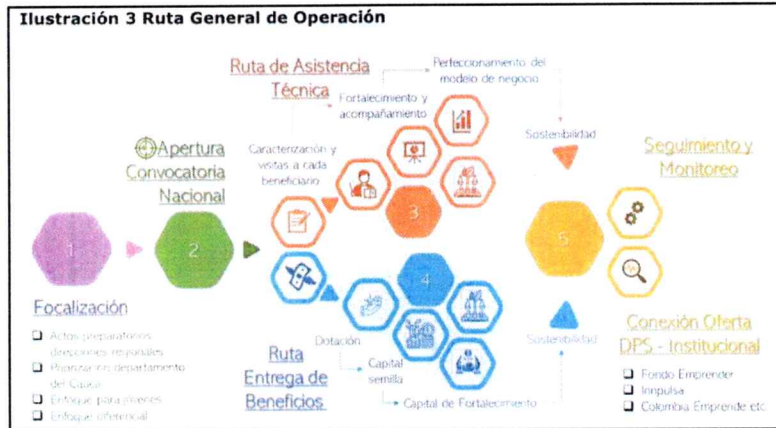 Ilustración 3 Ruta General de Operación
Ruta de Asistencia
Técnica
Perfeccionamiento del
modelo de negocio
Fortalecimiento y
acompañamiento
Caracterización y
visitas a cada
beneficiario
Sostenibilidad
Apertura
Convocatoria
Nacional
Seguimiento y
Monitoreo
1
2
3
4
5
Focalización
Actos preparatorios
direcciones regionales
Priorización departamento
del Cauca
Enfoque para jóvenes
Enfoque diferencial
Ruta
Entrega de
Beneficios
Dotación
Capital
semilla
Capital de Fortalecimiento
Sostenibilidad
Conexión Oferta
DPS - Institucional
Fondo Emprender
Innpulsa
Colombia Emprende etc